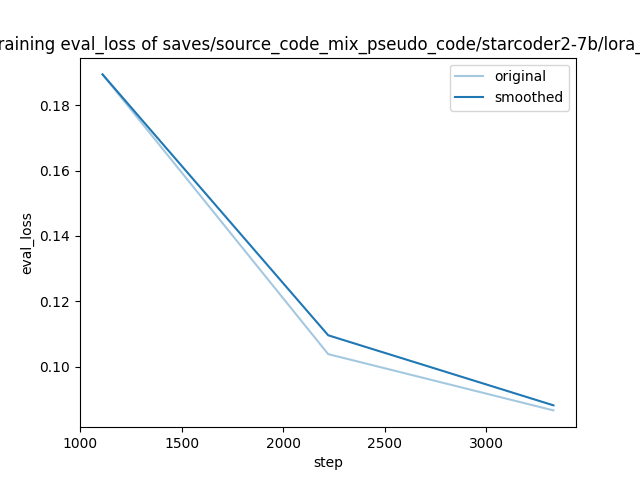 raining eval_loss of saves/source_code_mix_pseudo_code/starcoder2-7b/lora_
original
smoothed
eval_loss
0.18
0.16
0.14
0.12
0.10
1000 1500 2000 2500 3000
step